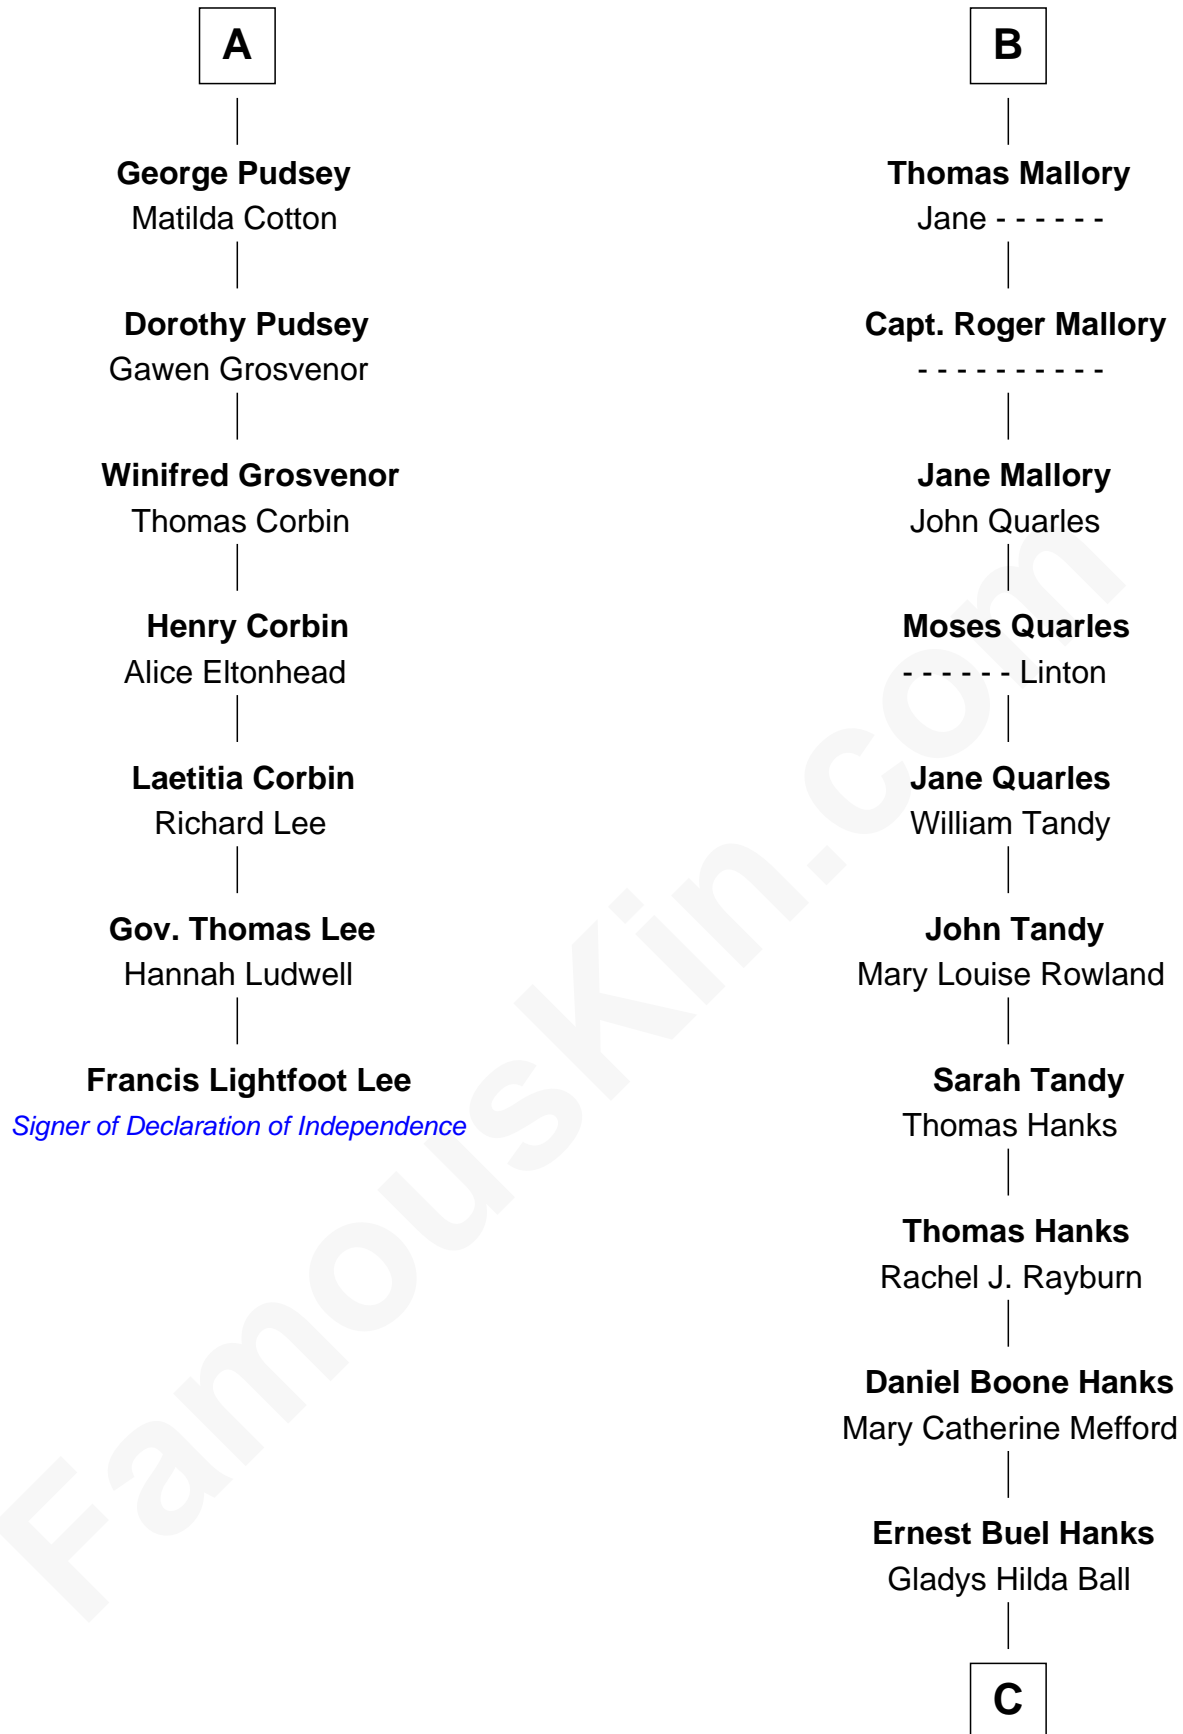 A
George Pudsey
Matilda Cotton
Dorothy Pudsey
Gawen Grosvenor
Winifred Grosvenor
Thomas Corbin
Henry Corbin
Alice Eltonhead
Laetitia Corbin
Richard Lee
Gov. Thomas Lee
Hannah Ludwell
Francis Lightfoot Lee
Signer of Declaration of Independence
B
Thomas Mallory
Jane - - - - - -
Capt. Roger Mallory
- - - - - - - - - -
Jane Mallory
John Quarles
Moses Quarles
- - - - - - Linton
Jane Quarles
William Tandy
John Tandy
Mary Louise Rowland
Sarah Tandy
Thomas Hanks
Thomas Hanks
Rachel J. Rayburn
Daniel Boone Hanks
Mary Catherine Mefford
Ernest Buel Hanks
Gladys Hilda Ball
C
FamousKin.com